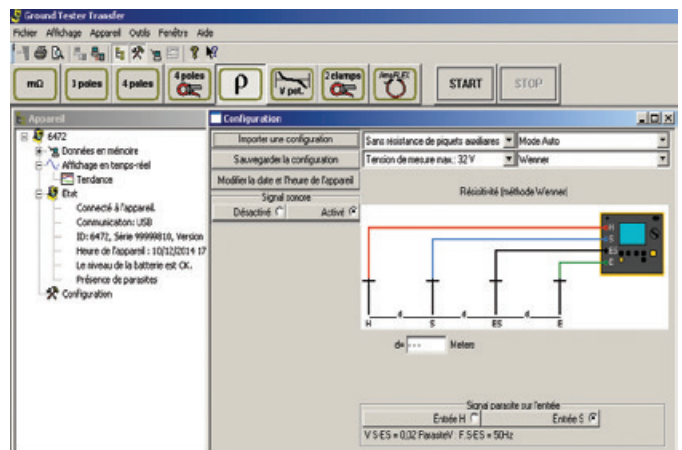 Ground Tester Transfer
Fichier Affichage Appareil Outils Fenêtre Aide
mΩ 3 poles 4 poles 4 poles ρ V pot. 2 clamps AmpFLEX START STOP
Appareil
6472
Données en mémoire
Affichage en temps-réel
Tendance
État
Connecté à l'appareil.
Communication: USB
ID: 6472, Série 99999810, Version
Heure de l'appareil : 10/12/2014 17
Le niveau de la batterie est OK.
Présence de parasites
Configuration
Configuration
Importer une configuration
Sauvegarder la configuration
Modifier la date et l'heure de l'appareil
Signal sonore
Désactivé Activé
Sans résistance de piquets auxiliaires Mode Auto
Tension de mesure max.: 32 V Wenner
Résistivité (méthode Wenner)
H
S
ES
E
d d d
H S ES E
d= --- Meters
Signal parasite sur l'entrée
Entrée H Entrée S
V S-ES = 0,02 ParasiteV : F.S-ES = 50Hz